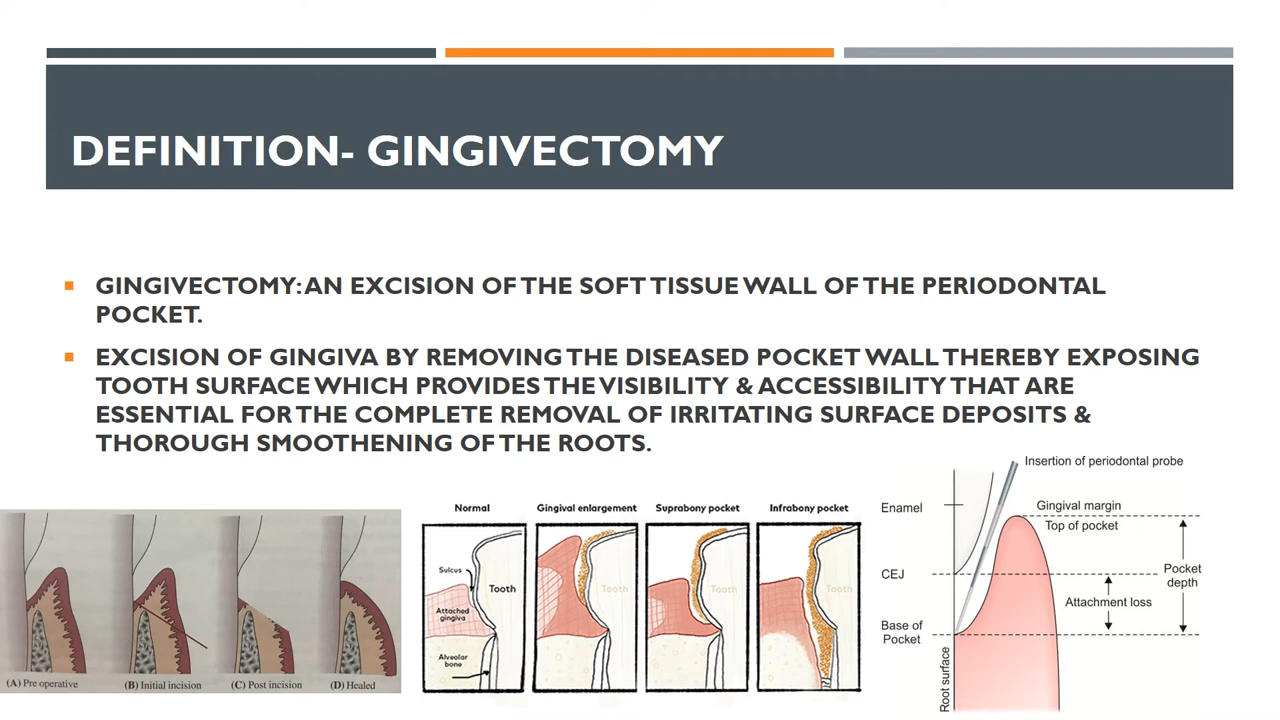 DEFINITION- GINGIVECTOMY
GINGIVECTOMY: AN EXCISION OF THE SOFT TISSUE WALL OF THE PERIODONTAL
POCKET.
EXCISION OF GINGIVA BY REMOVING THE DISEASED POCKET WALL THEREBY EXPOSING
TOOTH SURFACE WHICH PROVIDES THE VISIBILITY & ACCESSIBILITY THAT ARE
ESSENTIAL FOR THE COMPLETE REMOVAL OF IRRITATING SURFACE DEPOSITS &
THOROUGH SMOOTHENING OF THE ROOTS.
(A) Pre operative
(B) Initial incision
(C) Post incision
(D) Healed
Normal
Gingival enlargement
Suprabony pocket
Infrabony pocket
Sulcus
Tooth
Attached
gingiva
Alveolar
bone
Tooth
Tooth
Tooth
Insertion of periodontal probe
Enamel
Gingival margin
Top of pocket
CEJ
Pocket
depth
Attachment loss
Base of
Pocket
Root surface